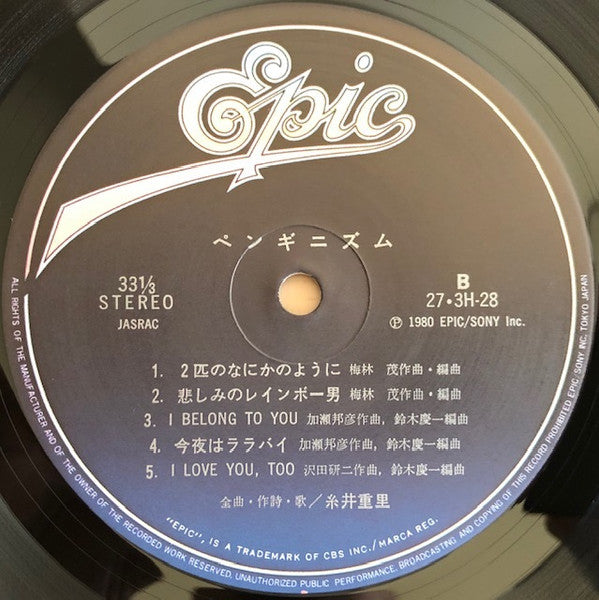 Epic
ペンギニズム
33⅓
STEREO
JASRAC
B
27・3H-28
Ⓟ 1980 EPIC/SONY Inc.
1. 2匹のなにかのように 梅林 茂作曲・編曲
2. 悲しみのレインボー男 梅林 茂作曲・編曲
3. I BELONG TO YOU 加瀬邦彦作曲, 鈴木慶一編曲
4. 今夜はララバイ 加瀬邦彦作曲, 鈴木慶一編曲
5. I LOVE YOU, TOO 沢田研二作曲, 鈴木慶一編曲
全曲・作詩・歌/糸井重里
"EPIC", IS A TRADEMARK OF CBS INC./MARCA REG.
ALL RIGHTS OF THE MANUFACTURER AND OF THE OWNER OF THE RECORDED WORK RESERVED. UNAUTHORIZED PUBLIC PERFORMANCE, BROADCASTING AND COPYING OF THIS RECORD PROHIBITED EPIC/SONY INC. TOKYO JAPAN